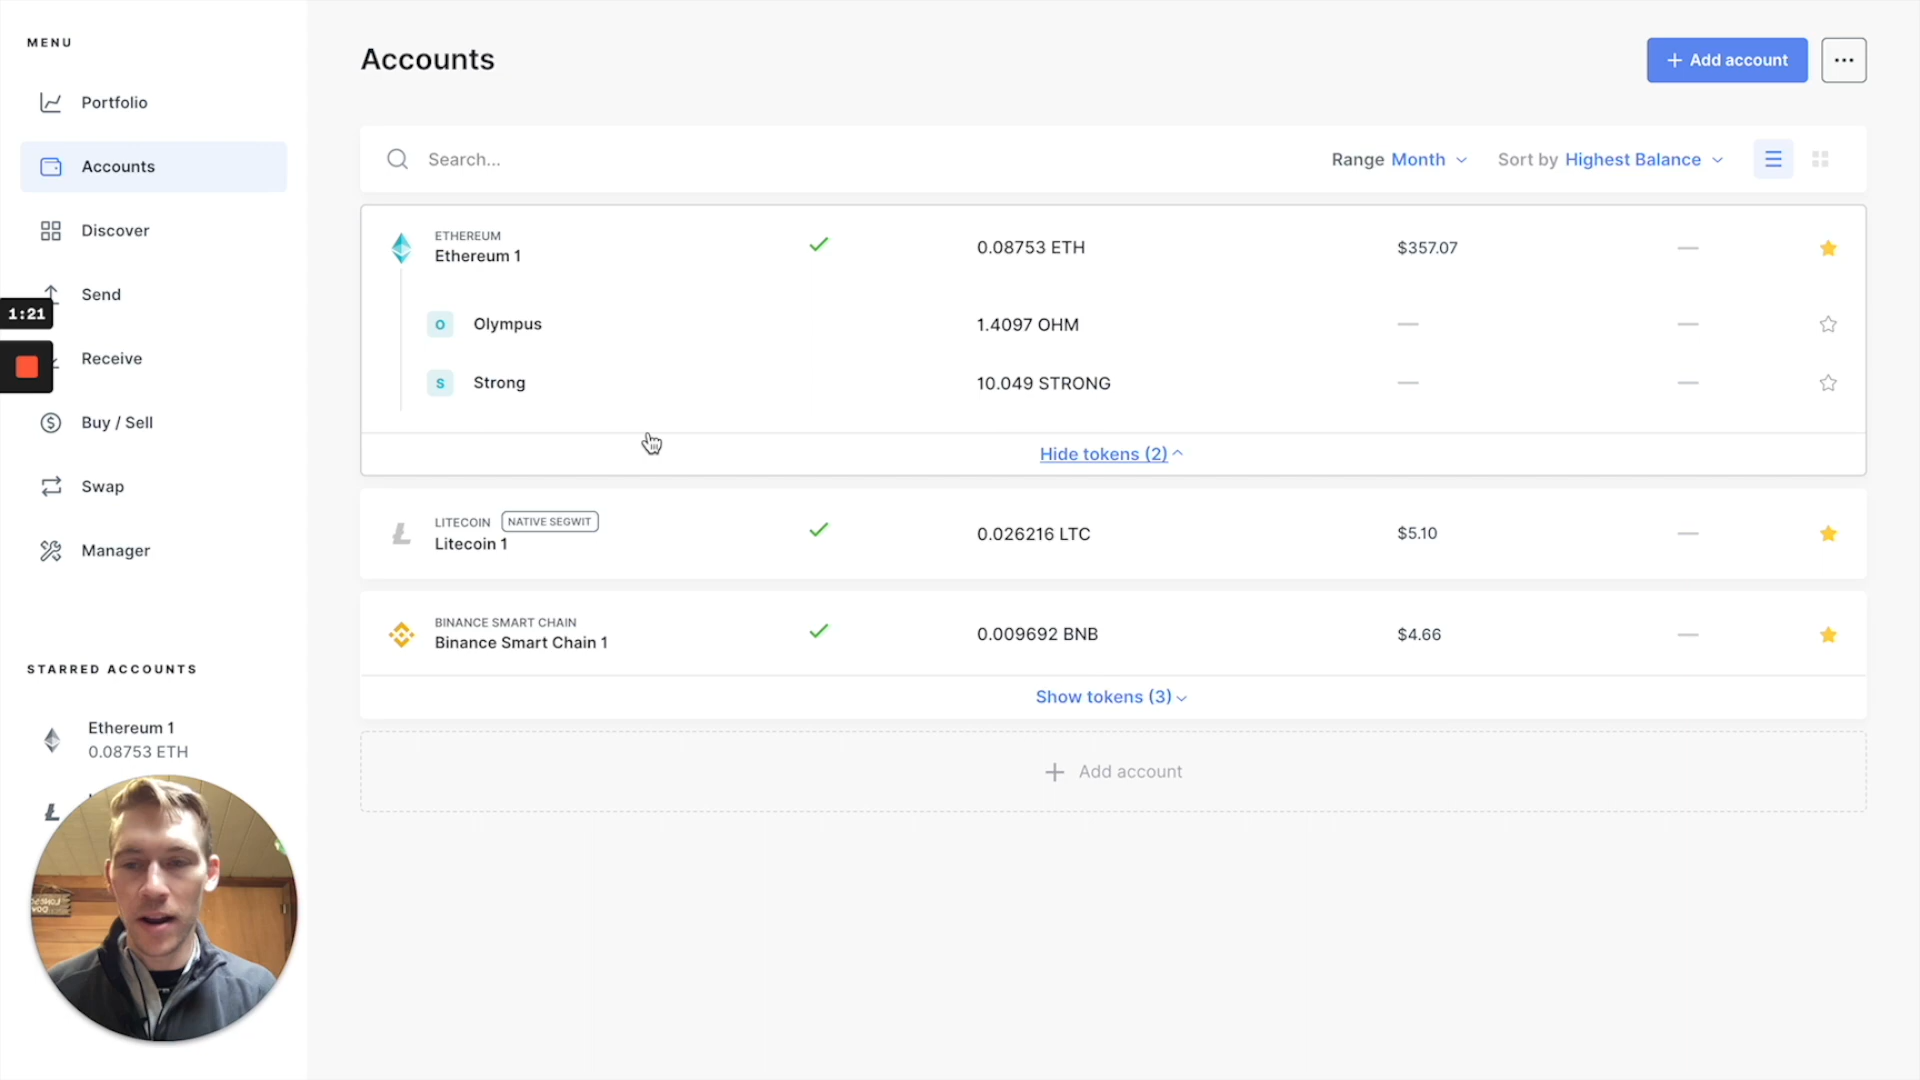 MENU
Portfolio
Accounts
Discover
Send
1:21
Receive
Buy / Sell
Swap
Manager
STARRED ACCOUNTS
Ethereum 1
0.08753 ETH
Accounts
+ Add account
Search...
Range Month
Sort by Highest Balance
ETHEREUM
Ethereum 1
0.08753 ETH
$357.07
O
Olympus
1.4097 OHM
S
Strong
10.049 STRONG
Hide tokens (2)
LITECOIN NATIVE SEGWIT
Litecoin 1
0.026216 LTC
$5.10
BINANCE SMART CHAIN
Binance Smart Chain 1
0.009692 BNB
$4.66
Show tokens (3)
+ Add account